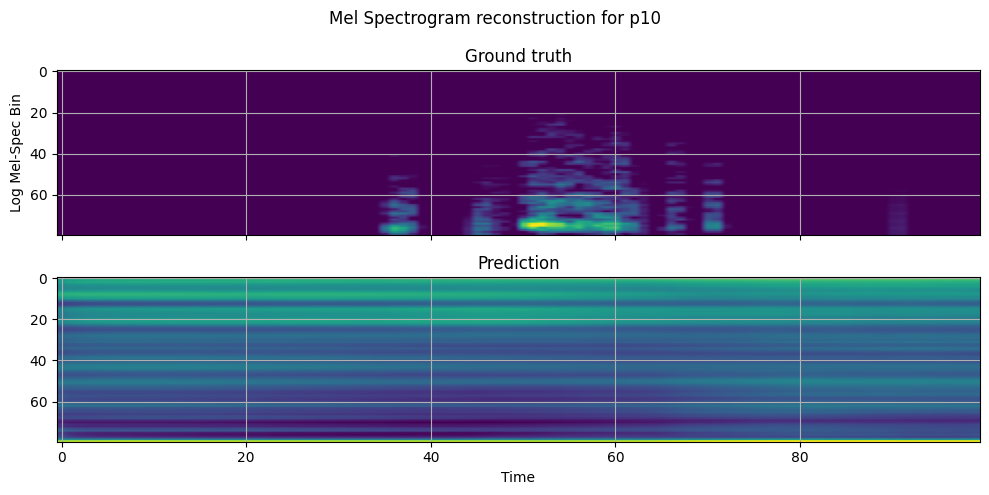 Mel Spectrogram reconstruction for p10
Ground truth
Log Mel-Spec Bin
0
20
40
60
Prediction
0
20
40
60
0 20 40 60 80
Time